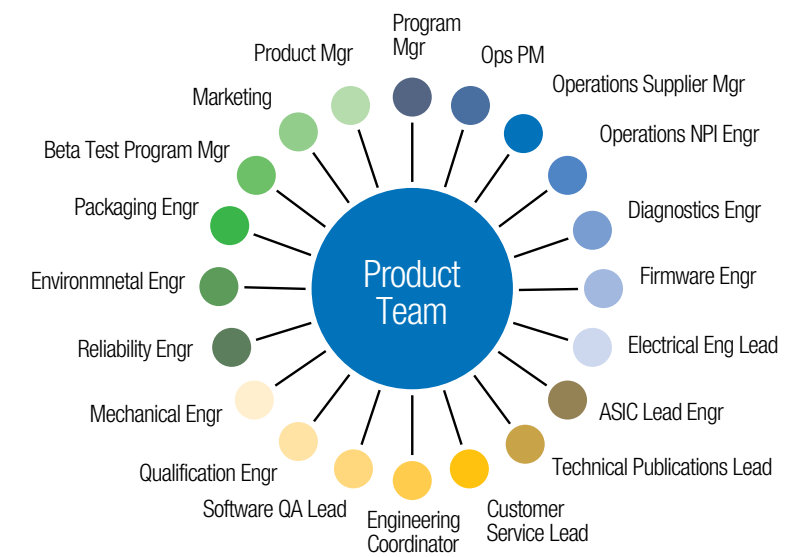 Program
Mgr
Ops PM
Operations Supplier Mgr
Operations NPI Engr
Diagnostics Engr
Firmware Engr
Electrical Eng Lead
ASIC Lead Engr
Technical Publications Lead
Customer
Service Lead
Engineering
Coordinator
Software QA Lead
Qualification Engr
Mechanical Engr
Reliability Engr
Environmnetal Engr
Packaging Engr
Beta Test Program Mgr
Marketing
Product Mgr
Product
Team